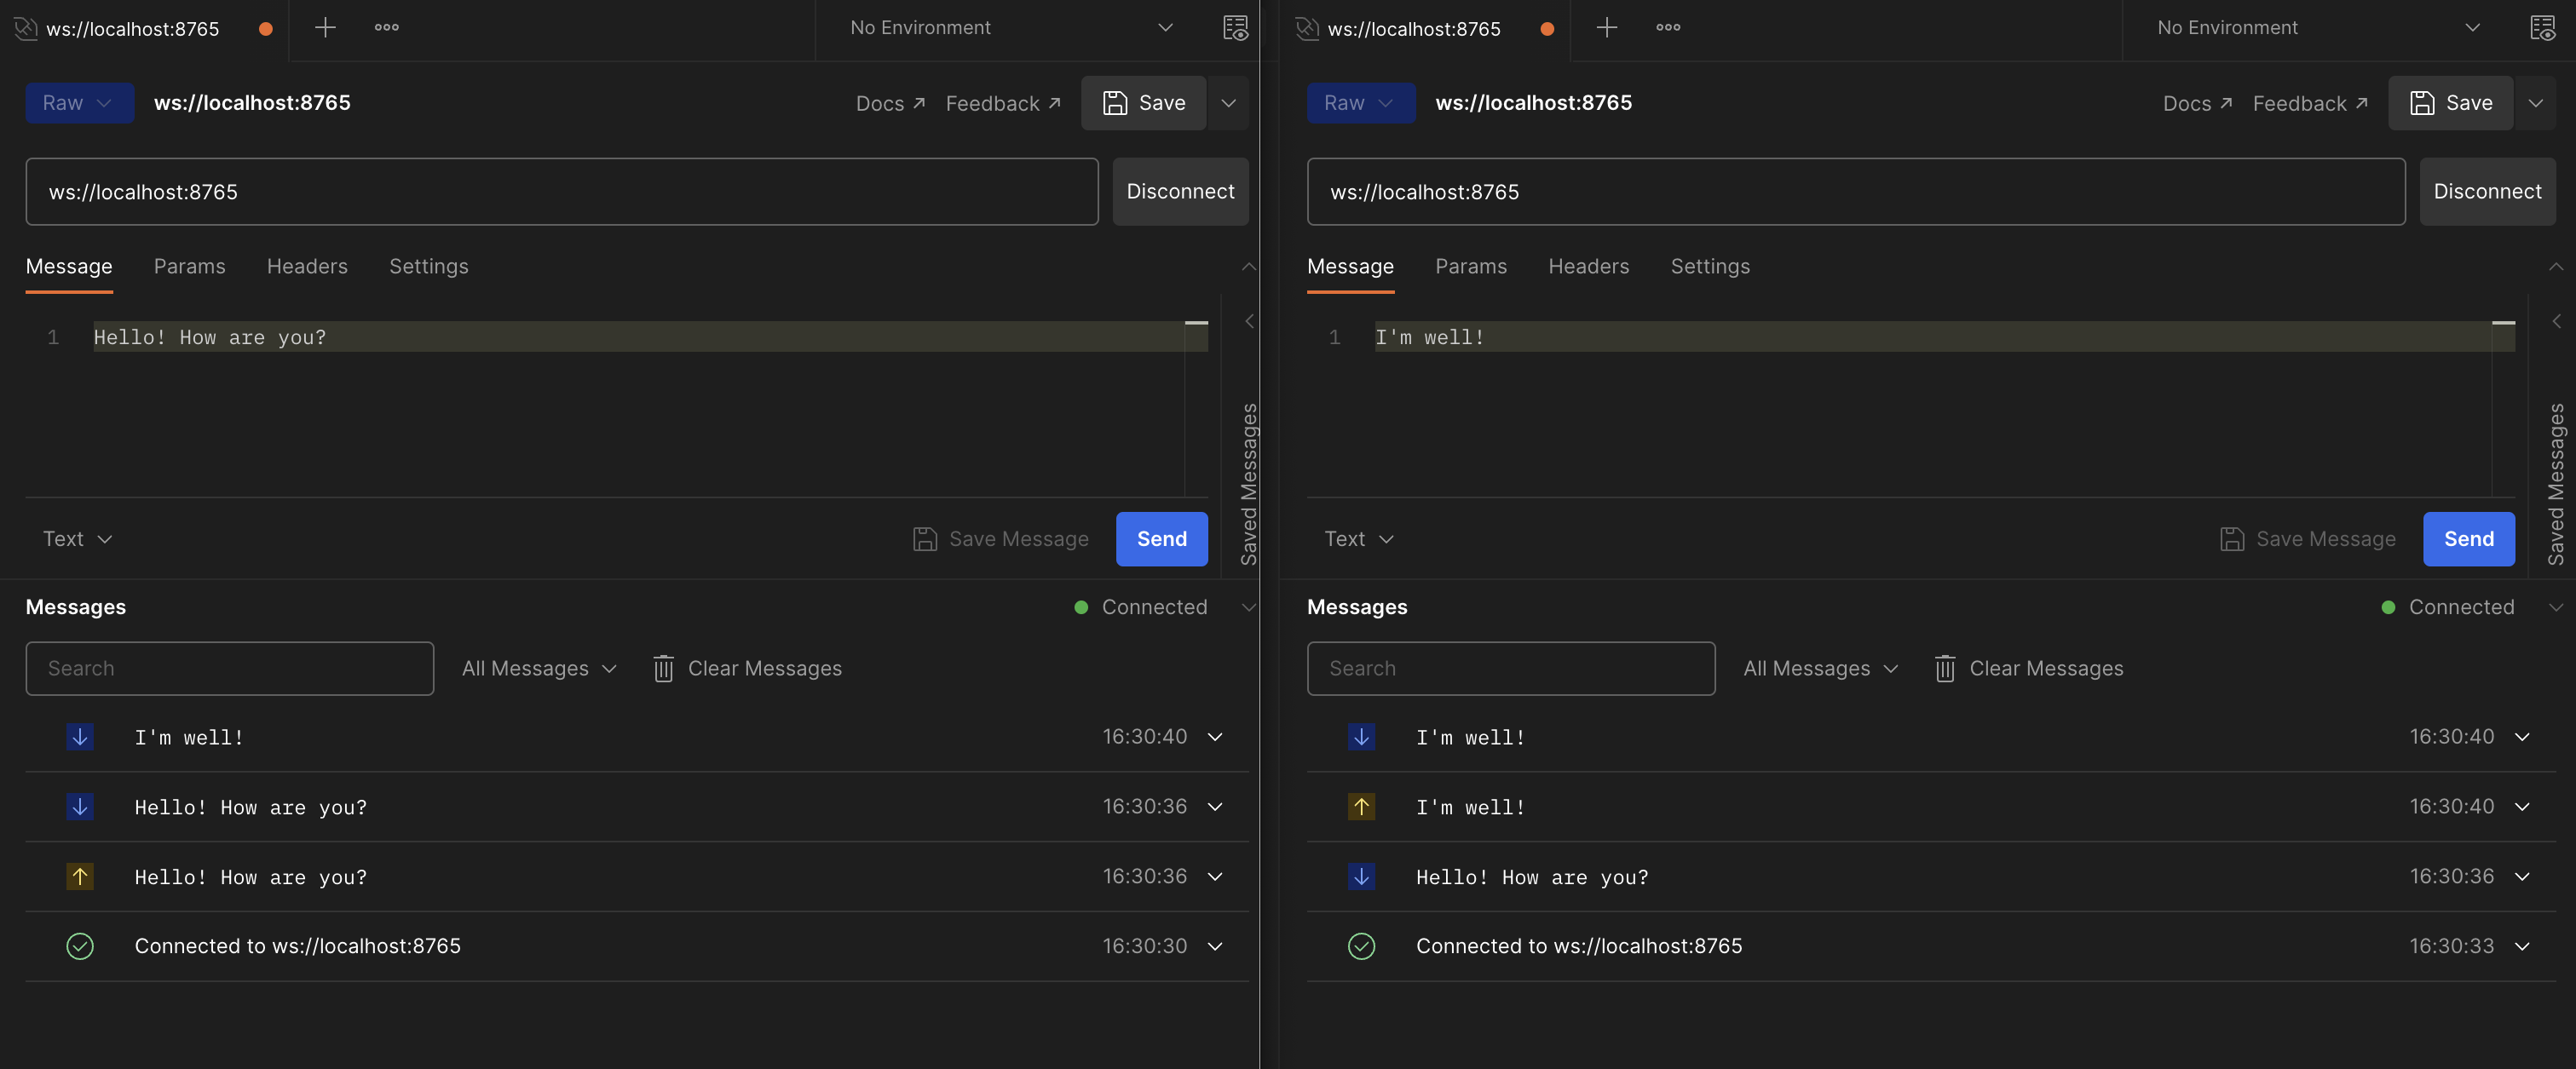 ws://localhost:8765
No Environment
Raw ws://localhost:8765 Docs Feedback Save
ws://localhost:8765 Disconnect
Message Params Headers Settings
1 Hello! How are you?
Saved Messages
Text Save Message Send
Messages Connected
Search All Messages Clear Messages
I'm well! 16:30:40
Hello! How are you? 16:30:36
Hello! How are you? 16:30:36
Connected to ws://localhost:8765 16:30:30
ws://localhost:8765
No Environment
Raw ws://localhost:8765 Docs Feedback Save
ws://localhost:8765 Disconnect
Message Params Headers Settings
1 I'm well!
Saved Messages
Text Save Message Send
Messages Connected
Search All Messages Clear Messages
I'm well! 16:30:40
I'm well! 16:30:40
Hello! How are you? 16:30:36
Connected to ws://localhost:8765 16:30:33